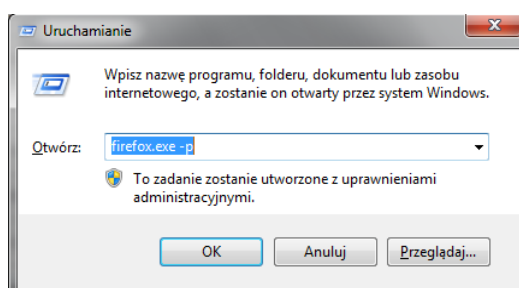 Uruchamianie
Wpisz nazwę programu, folderu, dokumentu lub zasobu
internetowego, a zostanie on otwarty przez system Windows.
Otwórz: firefox.exe -p
To zadanie zostanie utworzone z uprawnieniami
administracyjnymi.
OK Anuluj Przeglądaj...